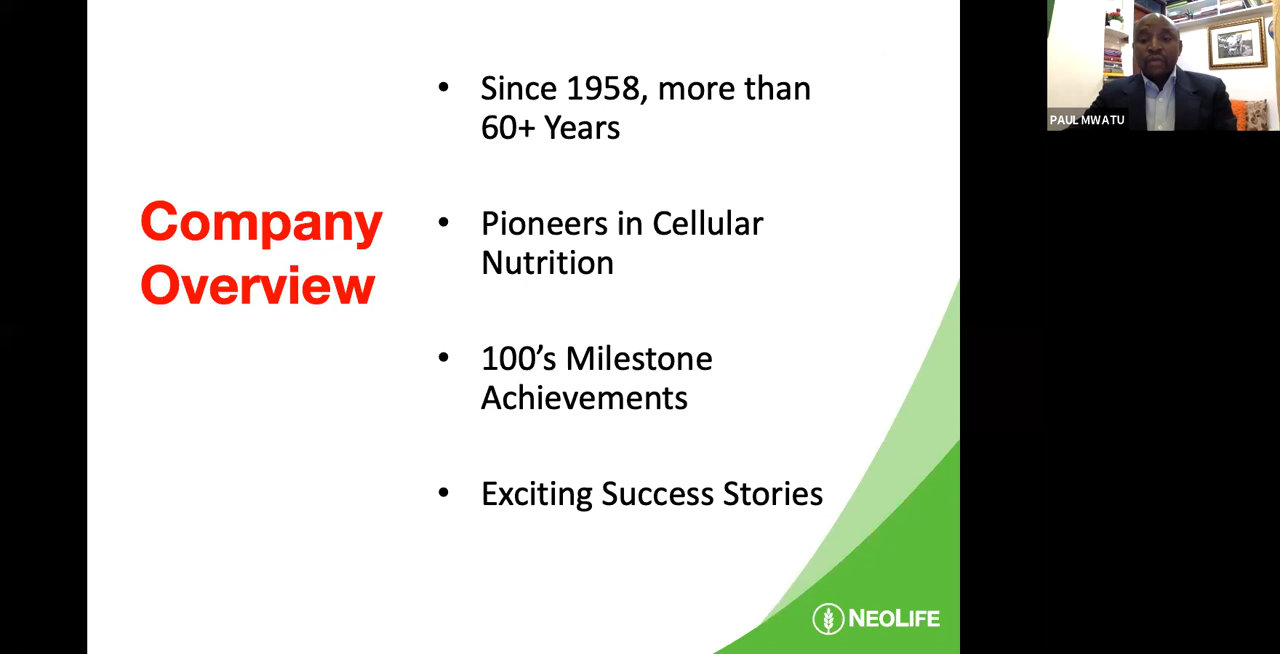 Company
Overview
• Since 1958, more than
60+ Years
• Pioneers in Cellular
Nutrition
• 100’s Milestone
Achievements
• Exciting Success Stories
NEOLIFE
PAUL MWATU